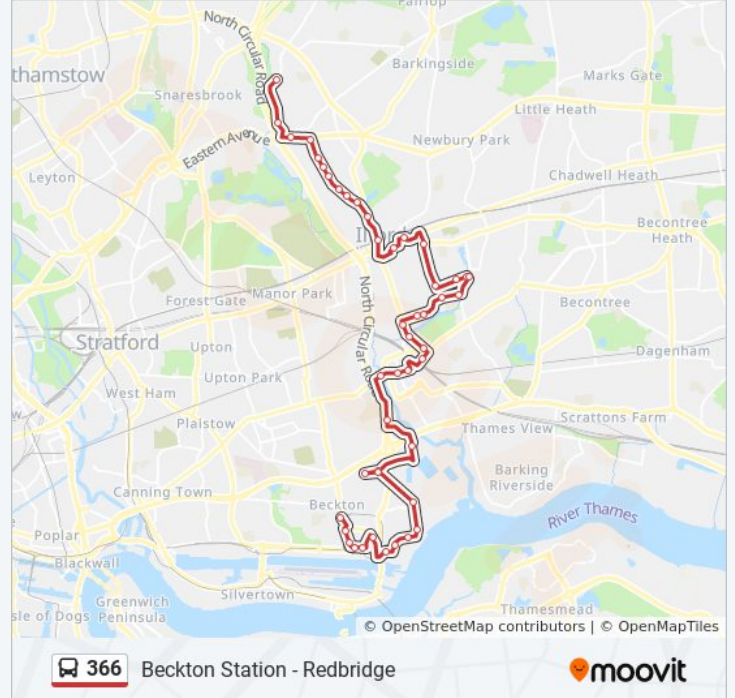 Fairlop
North Circular Road
Barkingside
thamstow
Marks Gate
Snaresbrook
Little Heath
Eastern Avenue
Newbury Park
Leyton
Chadwell Heath
Becontree
Heath
Ilford
Forest Gate
Manor Park
North Circular Road
Becontree
Stratford
Upton
Dagenham
Upton Park
West Ham
Plaistow
Scrattons Farm
Thames View
Barking
Riverside
Canning Town
Beckton
River Thames
Poplar
Blackwall
Silvertown
Greenwich
Peninsula
sle of Dogs
Thamesmead
© OpenStreetMap contributors | © OpenMapTiles
366 Beckton Station - Redbridge
moovit